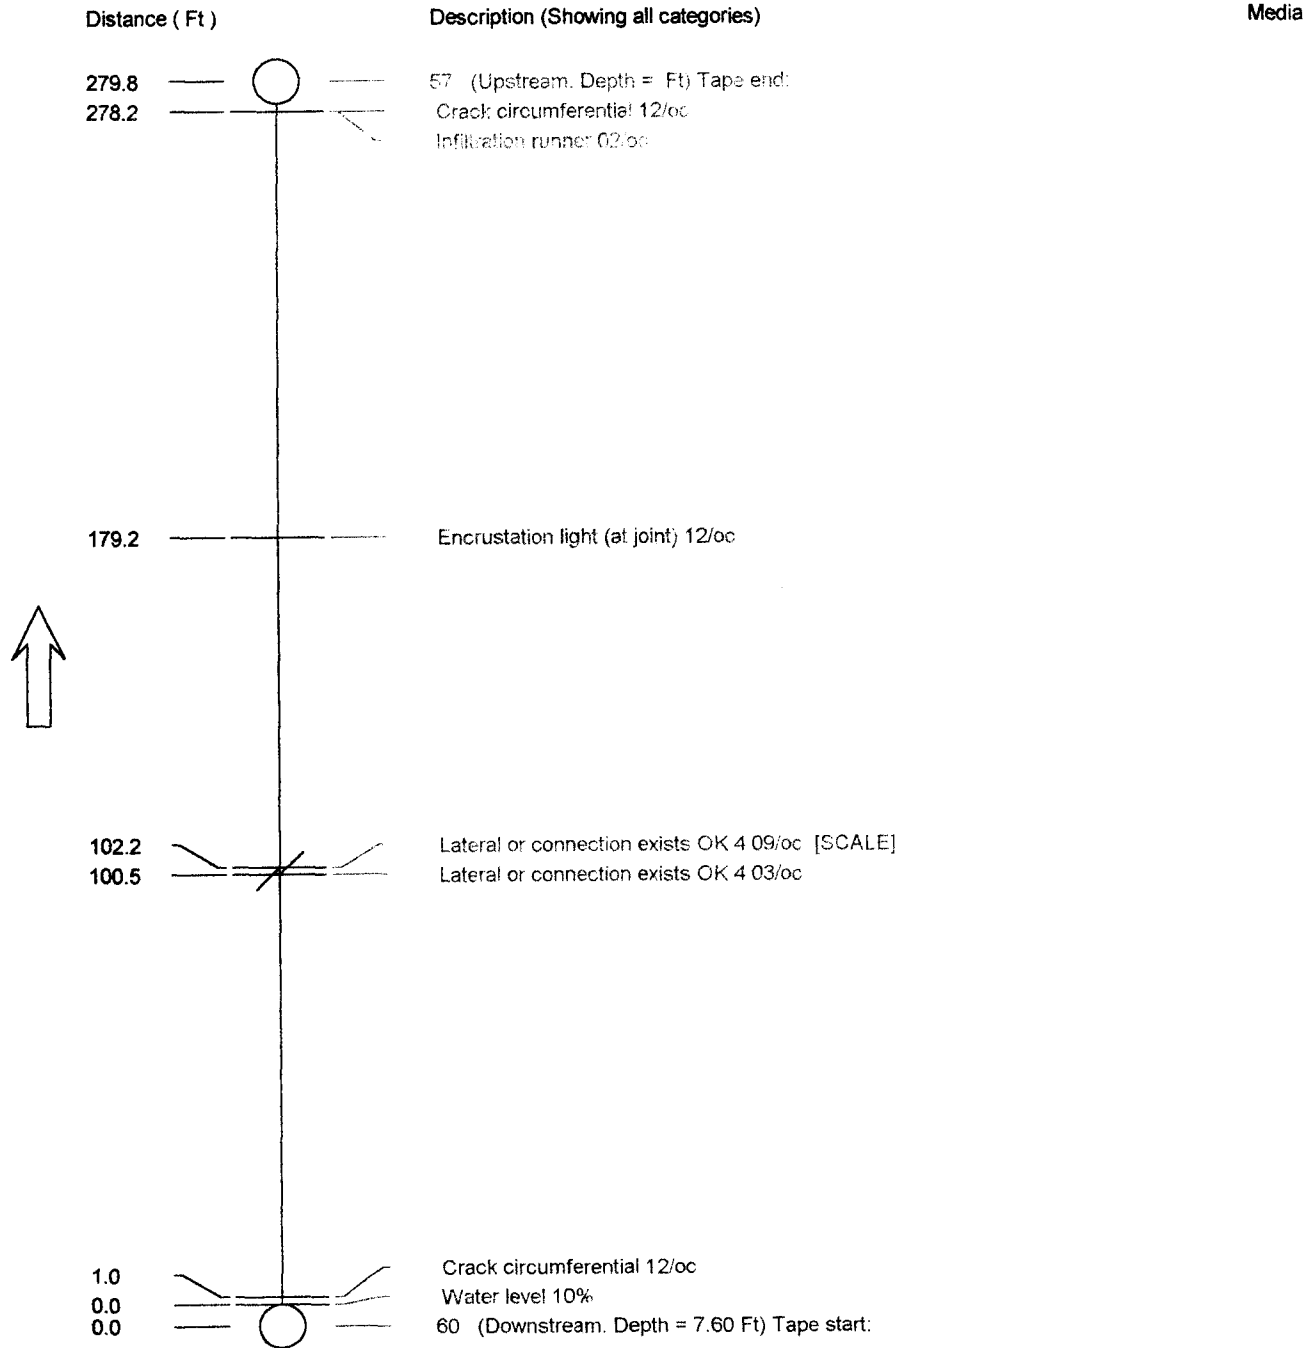 Distance ( Ft ) Description (Showing all categories) Media
279.8 57 (Upstream. Depth = Ft) Tape end:
278.2 Crack circumferential 12/oc
Infiltration runner 02/oc
179.2 Encrustation light (at joint) 12/oc
102.2 Lateral or connection exists OK 4 09/oc [SCALE]
100.5 Lateral or connection exists OK 4 03/oc
1.0 Crack circumferential 12/oc
0.0 Water level 10%
0.0 60 (Downstream. Depth = 7.60 Ft) Tape start: